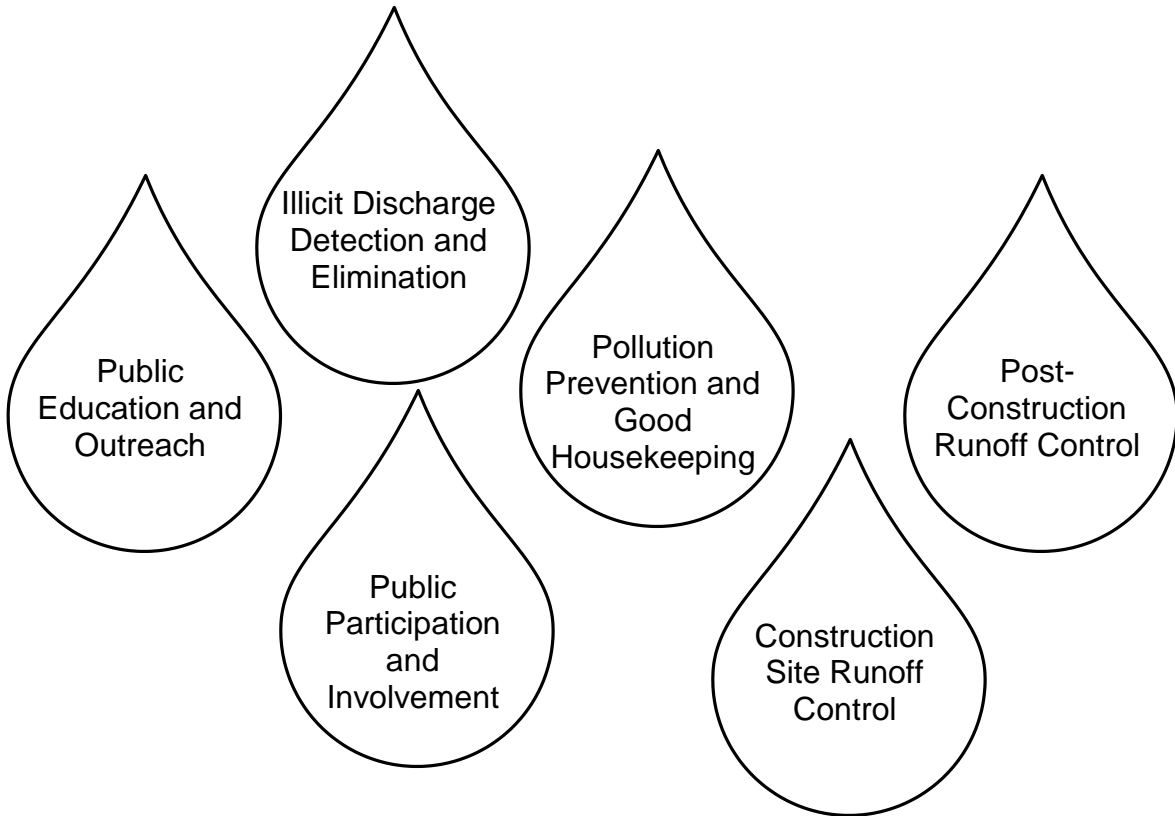 Illicit Discharge
Detection and
Elimination
Public
Education and
Outreach
Pollution
Prevention and
Good
Housekeeping
Post-
Construction
Runoff Control
Public
Participation
and
Involvement
Construction
Site Runoff
Control